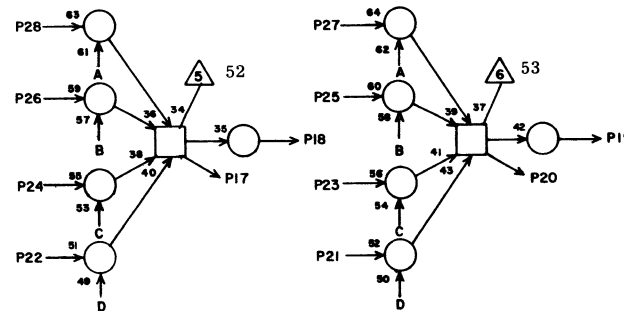 P28 63 P27 64
61 34 62 37
A 5 52 A 6 53
P26 59 36 P25 60 39
57 35 P18 58 42 P1
B 38 B 41
P24 55 40 P17 P23 56 43 P20
53 54
C C
P22 51 P21 52
49 50
D D